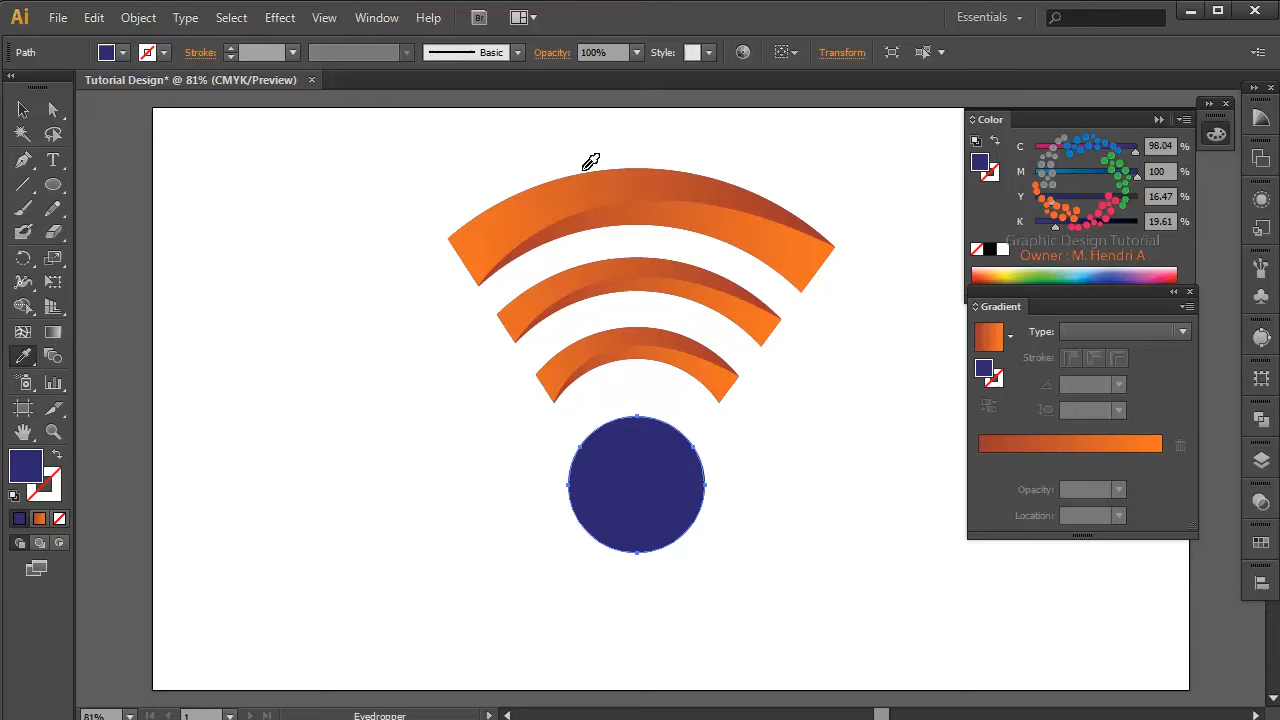 Ai File Edit Object Type Select Effect View Window Help Br Essentials
Path Stroke: Basic Opacity: 100% Style: Transform
Tutorial Design* @ 81% (CMYK/Preview)
Color
C 98.04 %
M 100 %
Y 16.47 %
K 19.61 %
Graphic Design Tutorial
Owner : M. Hendri A
Gradient
Type:
Stroke:
Opacity:
Location:
81% 1 Eyedropper